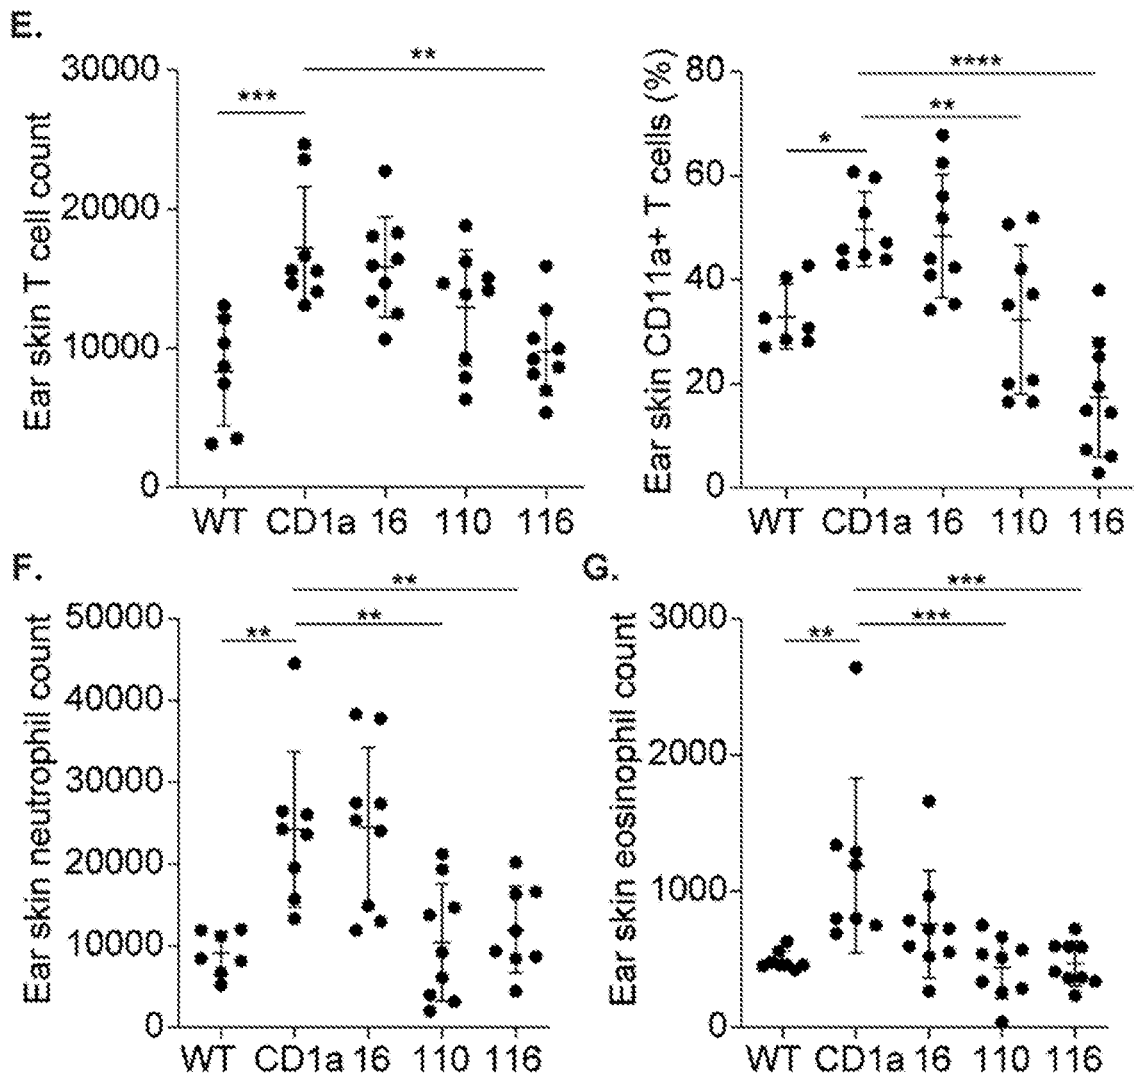 E.
Ear skin T cell count
30000
20000
10000
0
***
**
WT CD1a 16 110 116
Ear skin CD11a+ T cells (%)
80
60
40
20
0
*
**
****
WT CD1a 16 110 116
F.
Ear skin neutrophil count
50000
40000
30000
20000
10000
0
**
**
**
WT CD1a 16 110 116
G.
Ear skin eosinophil count
3000
2000
1000
0
**
***
***
WT CD1a 16 110 116